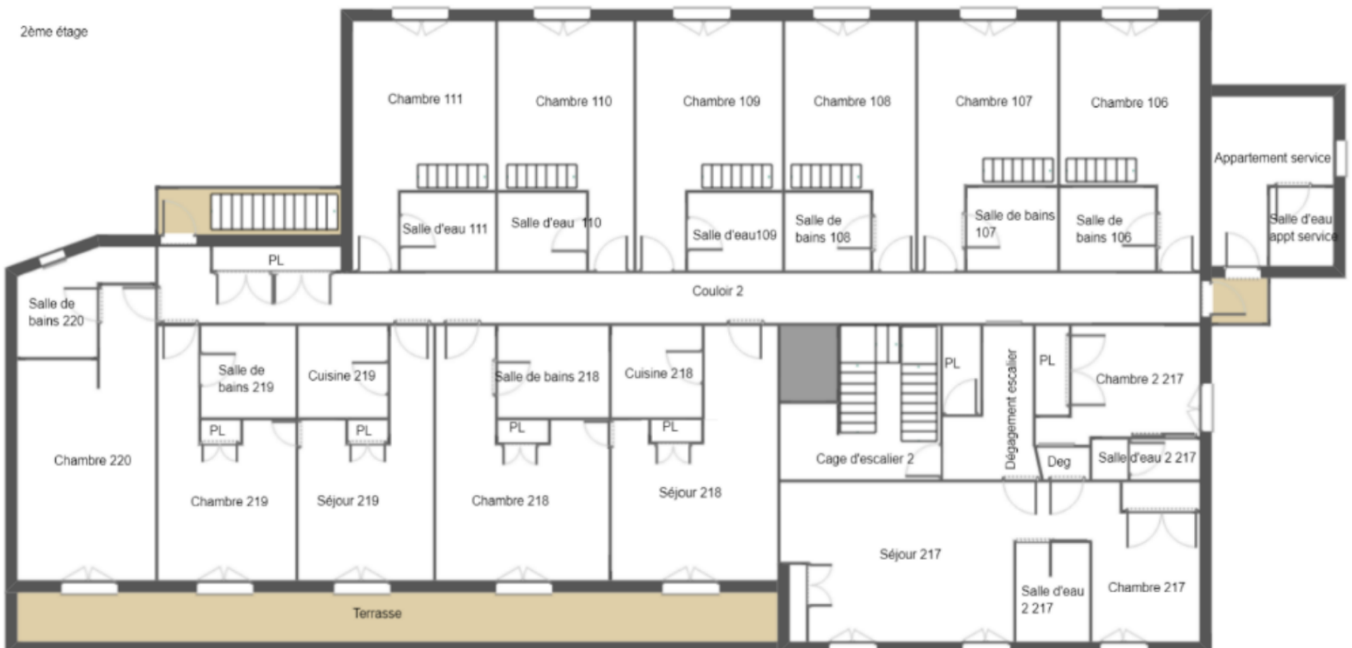 2ème étage
Chambre 111
Chambre 110
Chambre 109
Chambre 108
Chambre 107
Chambre 106
Appartement service
Salle d'eau 111
Salle d'eau 110
Salle d'eau109
Salle de
bains 108
Salle de bains
107
Salle de
bains 106
Salle d'eau
appt service
PL
Couloir 2
Salle de
bains 220
Salle de
bains 219
Cuisine 219
Salle de bains 218
Cuisine 218
PL
Dégagement escalier
PL
Chambre 2 217
PL
PL
PL
PL
Chambre 220
Cage d'escalier 2
Deg
Salle d'eau 2 217
Chambre 219
Séjour 219
Chambre 218
Séjour 218
Séjour 217
Salle d'eau
2 217
Chambre 217
Terrasse